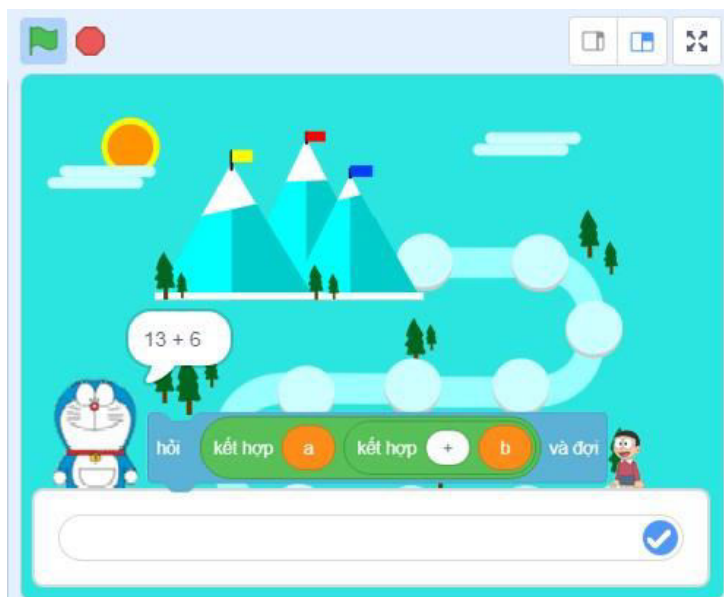 13 + 6
hỏi kết hợp a kết hợp + b và đợi